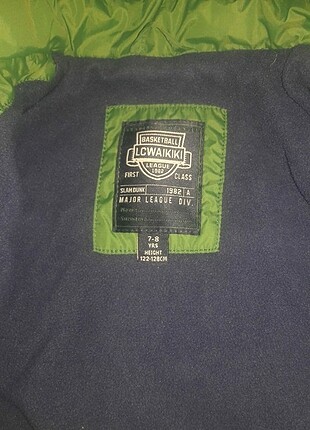 BASKETBALL
LCWAIKIKI
LEAGUE
1982
FIRST CLASS
SLAM DUNK 1982 A
MAJOR LEAGUE DIV.
7-8
YRS
HEIGHT
122-128CM